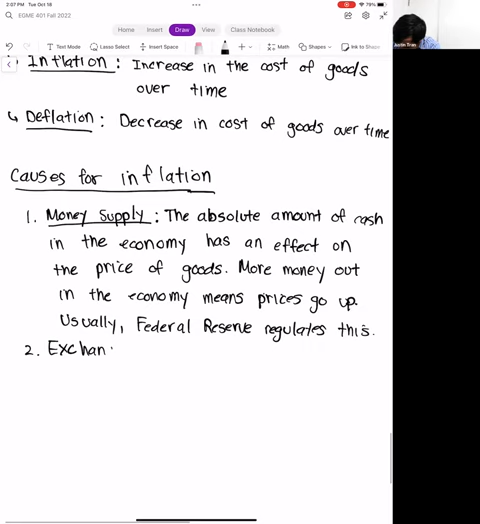 2:07 PM Tue Oct 18
79%
EGME 401 Fall 2022
Home Insert Draw View Class Notebook
Text Mode Lasso Select Insert Space Math Shapes Ink to Shape
Justin Tran
Inflation : Increase in the cost of goods
over time
↳ Deflation : Decrease in cost of goods over time
Causes for inflation
1. Money Supply : The absolute amount of cash
in the economy has an effect on
the price of goods. More money out
in the economy means prices go up.
Usually, Federal Reserve regulates this.
2. Exchan